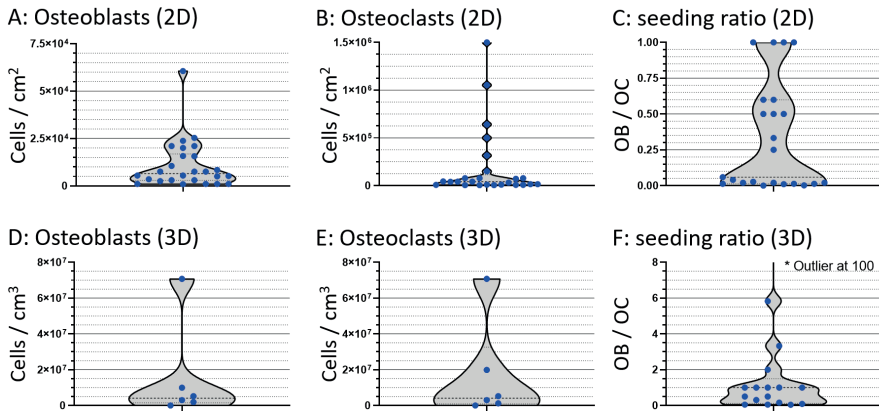 A: Osteoblasts (2D)
7.5×10⁴
5×10⁴
2.5×10⁴
0
Cells / cm²
B: Osteoclasts (2D)
1.5×10⁶
1×10⁶
5×10⁵
0
Cells / cm²
C: seeding ratio (2D)
1.00
0.75
0.50
0.25
0.00
OB / OC
D: Osteoblasts (3D)
8×10⁷
6×10⁷
4×10⁷
2×10⁷
0
Cells / cm³
E: Osteoclasts (3D)
8×10⁷
6×10⁷
4×10⁷
2×10⁷
0
Cells / cm³
F: seeding ratio (3D)
* Outlier at 100
8
6
4
2
0
OB / OC